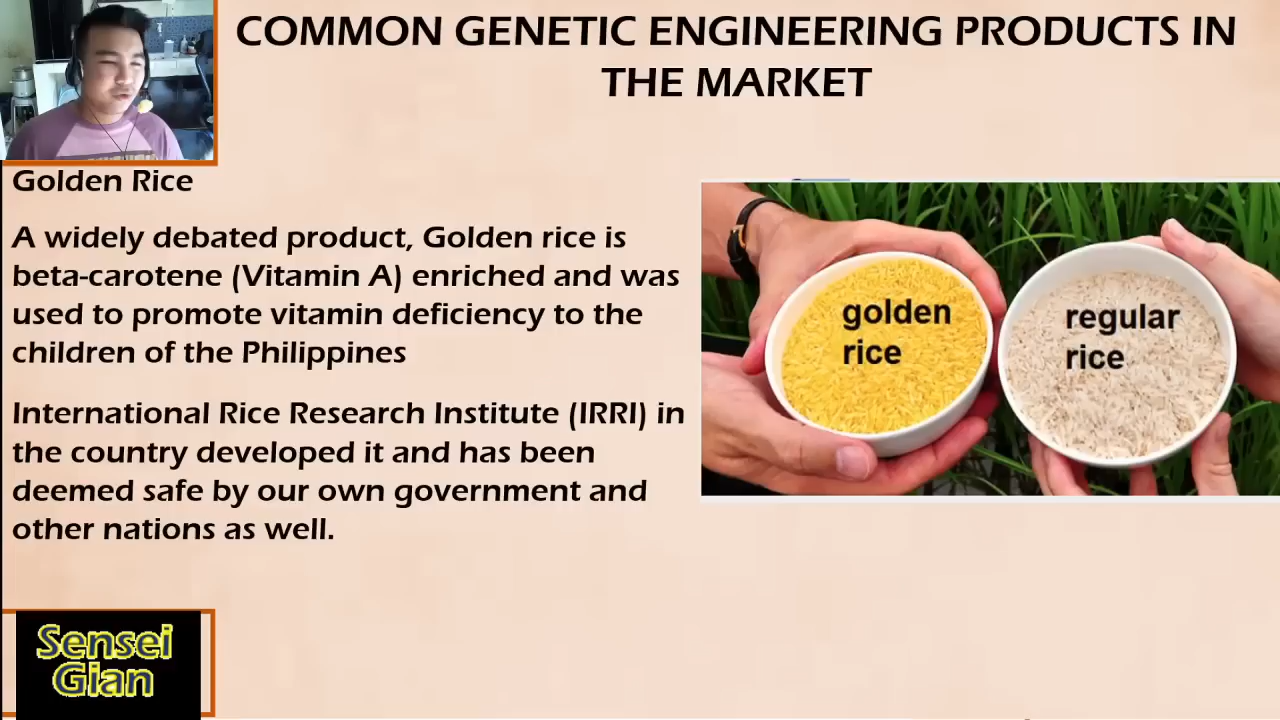 COMMON GENETIC ENGINEERING PRODUCTS IN
THE MARKET
Golden Rice
A widely debated product, Golden rice is
beta-carotene (Vitamin A) enriched and was
used to promote vitamin deficiency to the
children of the Philippines
International Rice Research Institute (IRRI) in
the country developed it and has been
deemed safe by our own government and
other nations as well.
golden
rice
regular
rice
Sensei
Gian